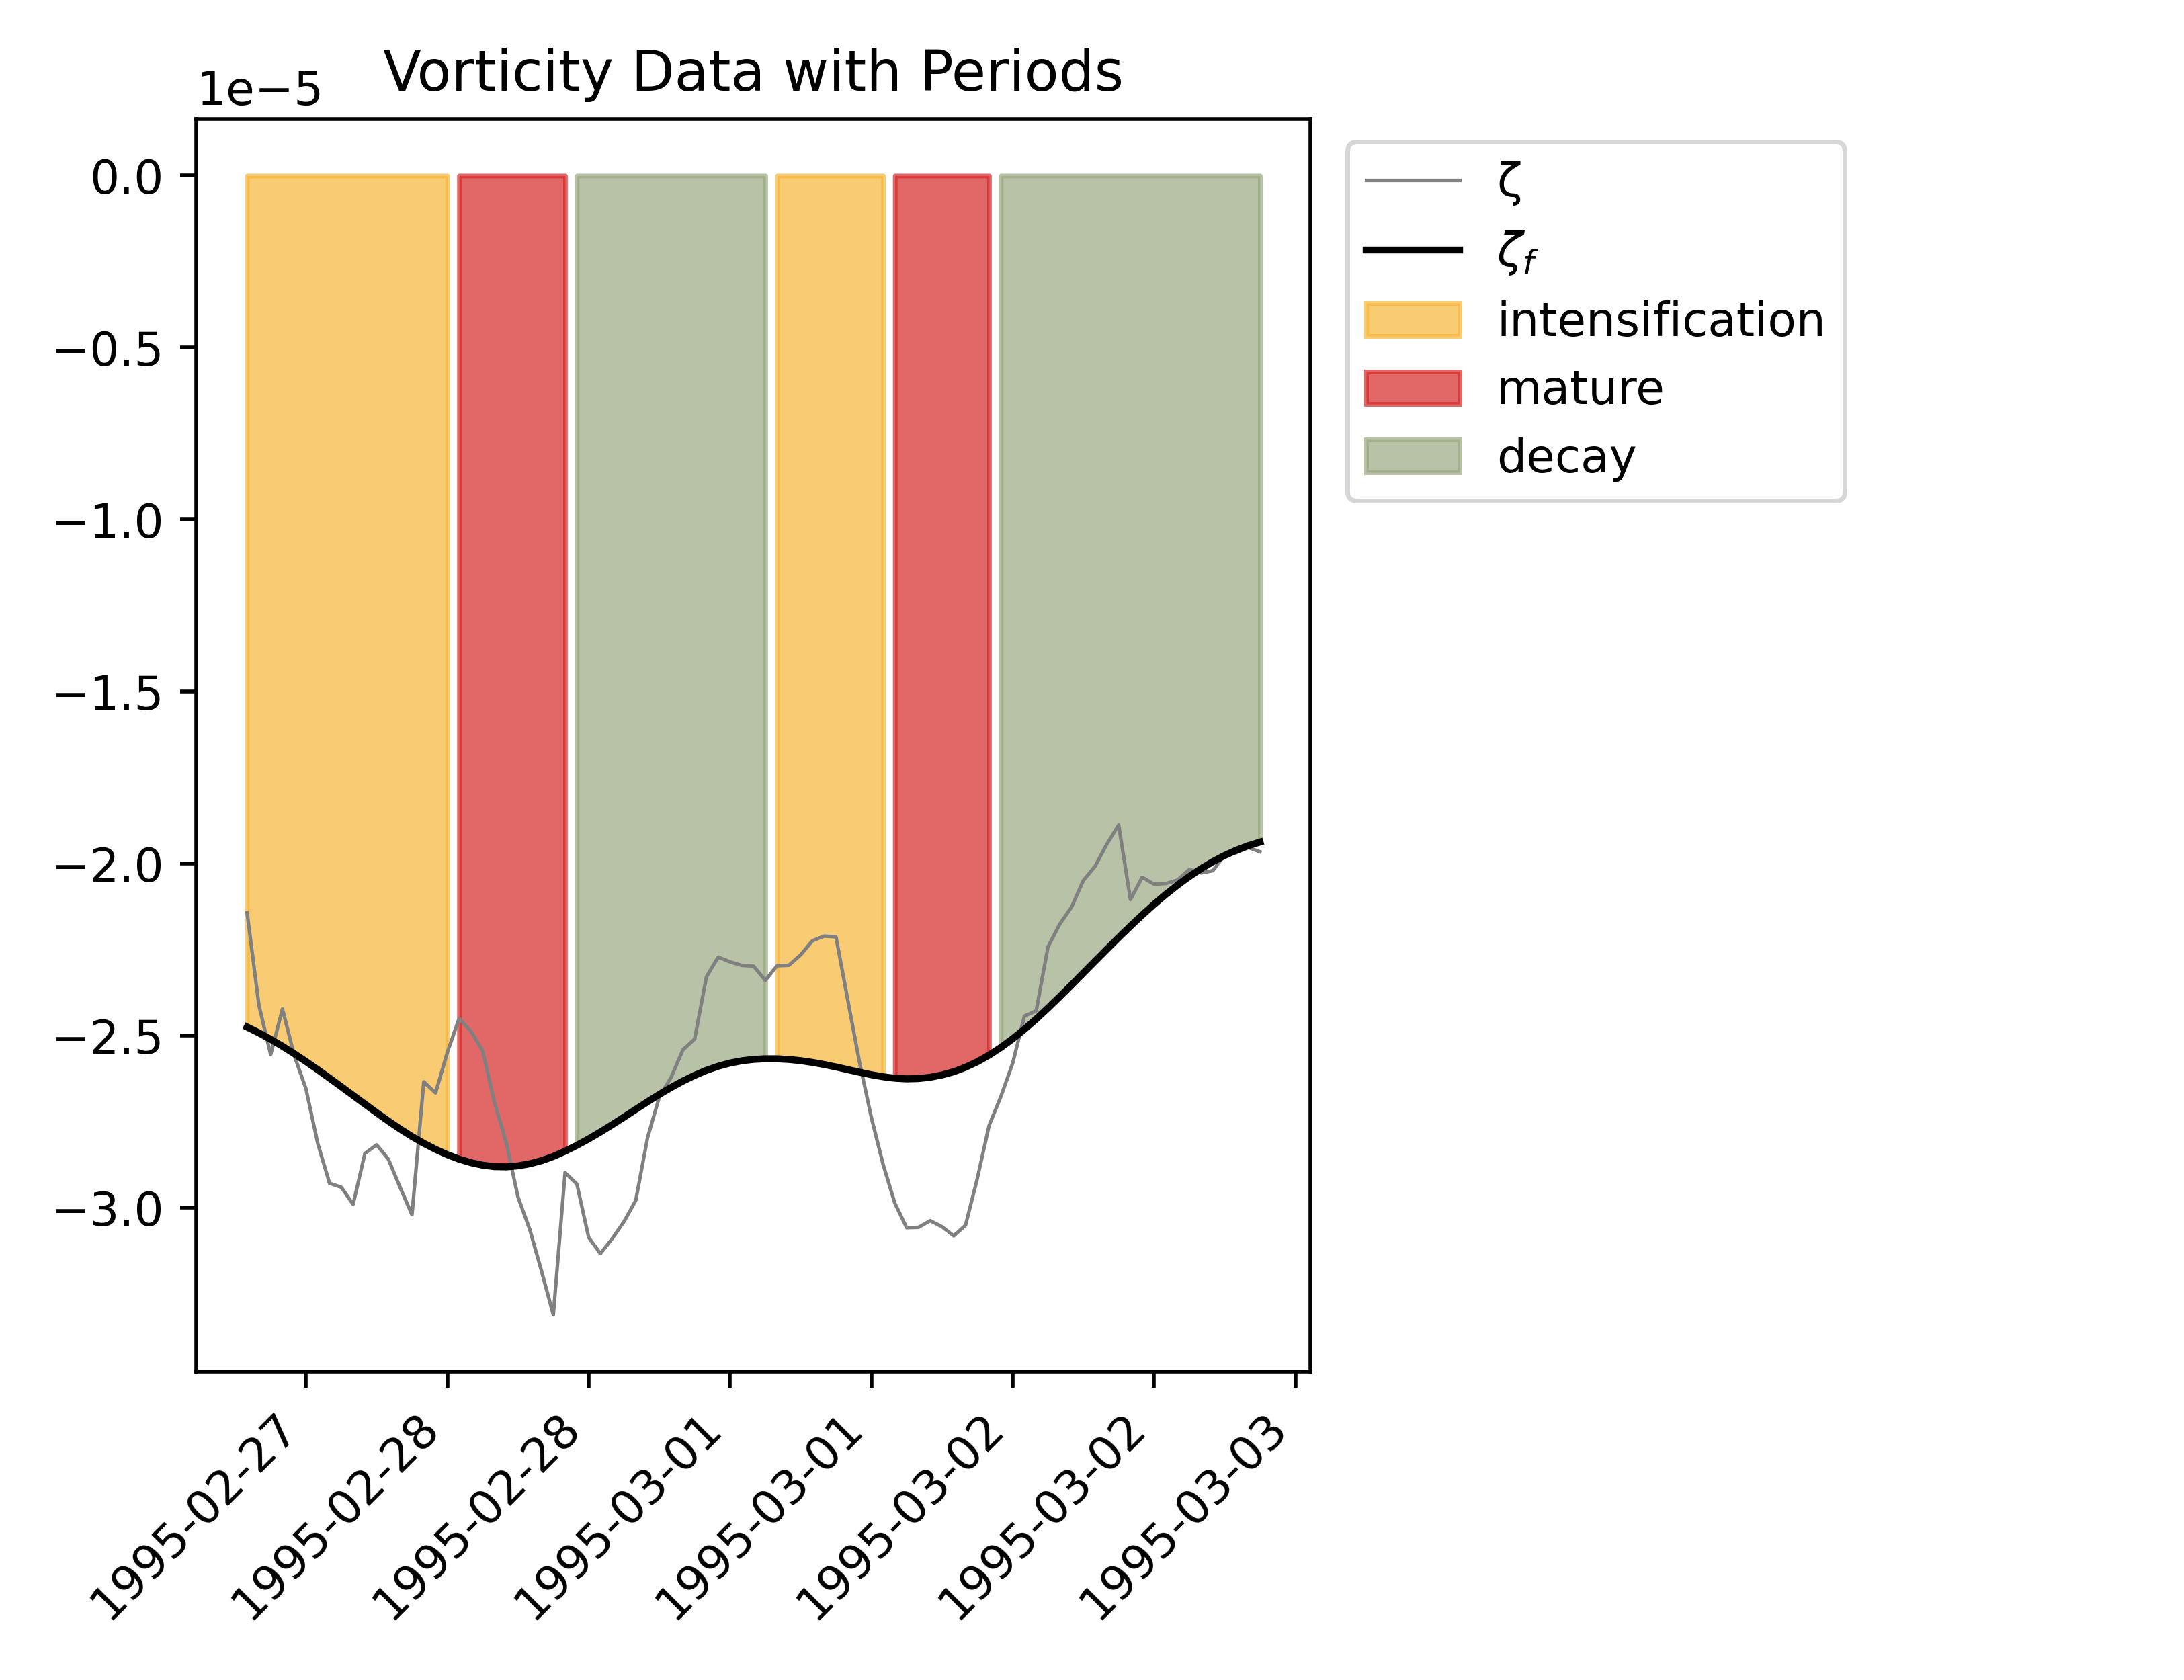 Vorticity Data with Periods
1e−5
0.0
−0.5
−1.0
−1.5
−2.0
−2.5
−3.0
1995-02-27
1995-02-28
1995-02-28
1995-03-01
1995-03-01
1995-03-02
1995-03-02
1995-03-03
ζ
ζf
intensification
mature
decay